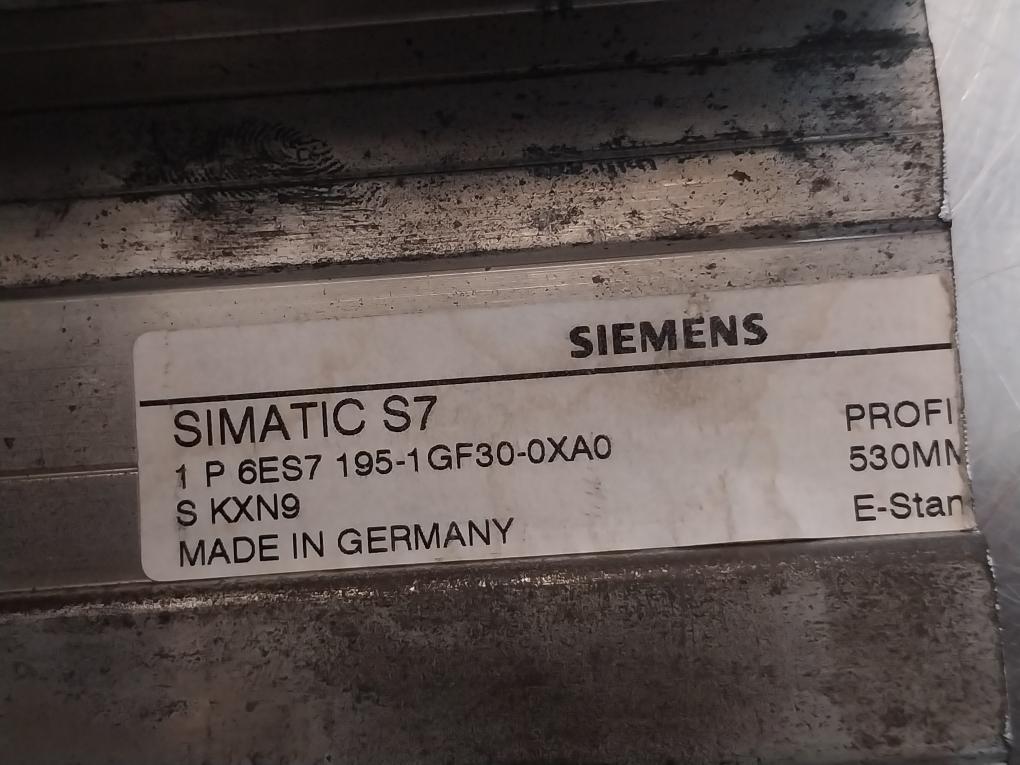 SIEMENS
SIMATIC S7
1 P 6ES7 195-1GF30-0XA0
S KXN9
MADE IN GERMANY
PROFI
530MM
E-Stan